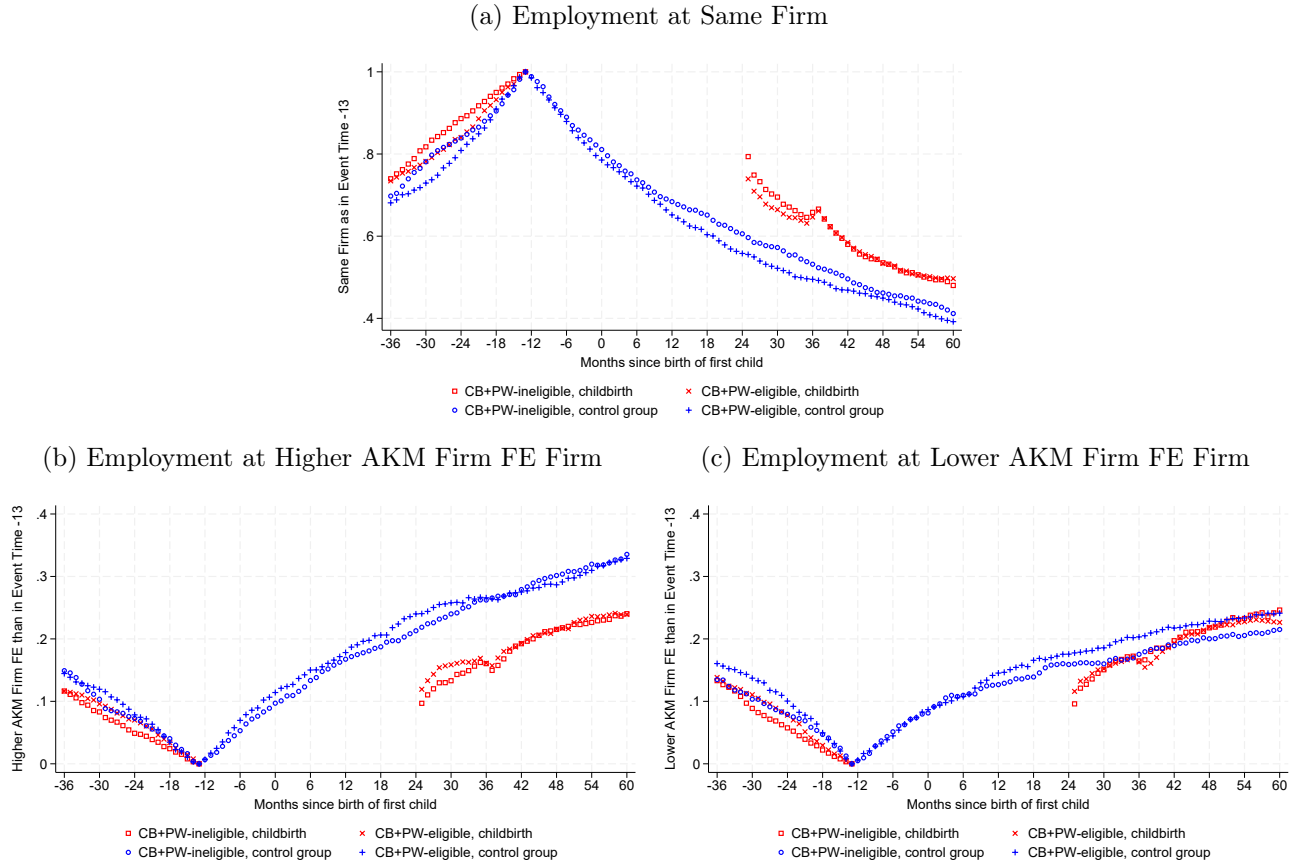 (a) Employment at Same Firm
Same Firm as in Event Time -13
1
.8
.6
.4
-36 -30 -24 -18 -12 -6 0 6 12 18 24 30 36 42 48 54 60
Months since birth of first child
CB+PW-ineligible, childbirth CB+PW-eligible, childbirth
CB+PW-ineligible, control group CB+PW-eligible, control group
(b) Employment at Higher AKM Firm FE Firm
Higher AKM Firm FE than in Event Time -13
.4
.3
.2
.1
0
-36 -30 -24 -18 -12 -6 0 6 12 18 24 30 36 42 48 54 60
Months since birth of first child
CB+PW-ineligible, childbirth CB+PW-eligible, childbirth
CB+PW-ineligible, control group CB+PW-eligible, control group
(c) Employment at Lower AKM Firm FE Firm
Lower AKM Firm FE than in Event Time -13
.4
.3
.2
.1
0
-36 -30 -24 -18 -12 -6 0 6 12 18 24 30 36 42 48 54 60
Months since birth of first child
CB+PW-ineligible, childbirth CB+PW-eligible, childbirth
CB+PW-ineligible, control group CB+PW-eligible, control group